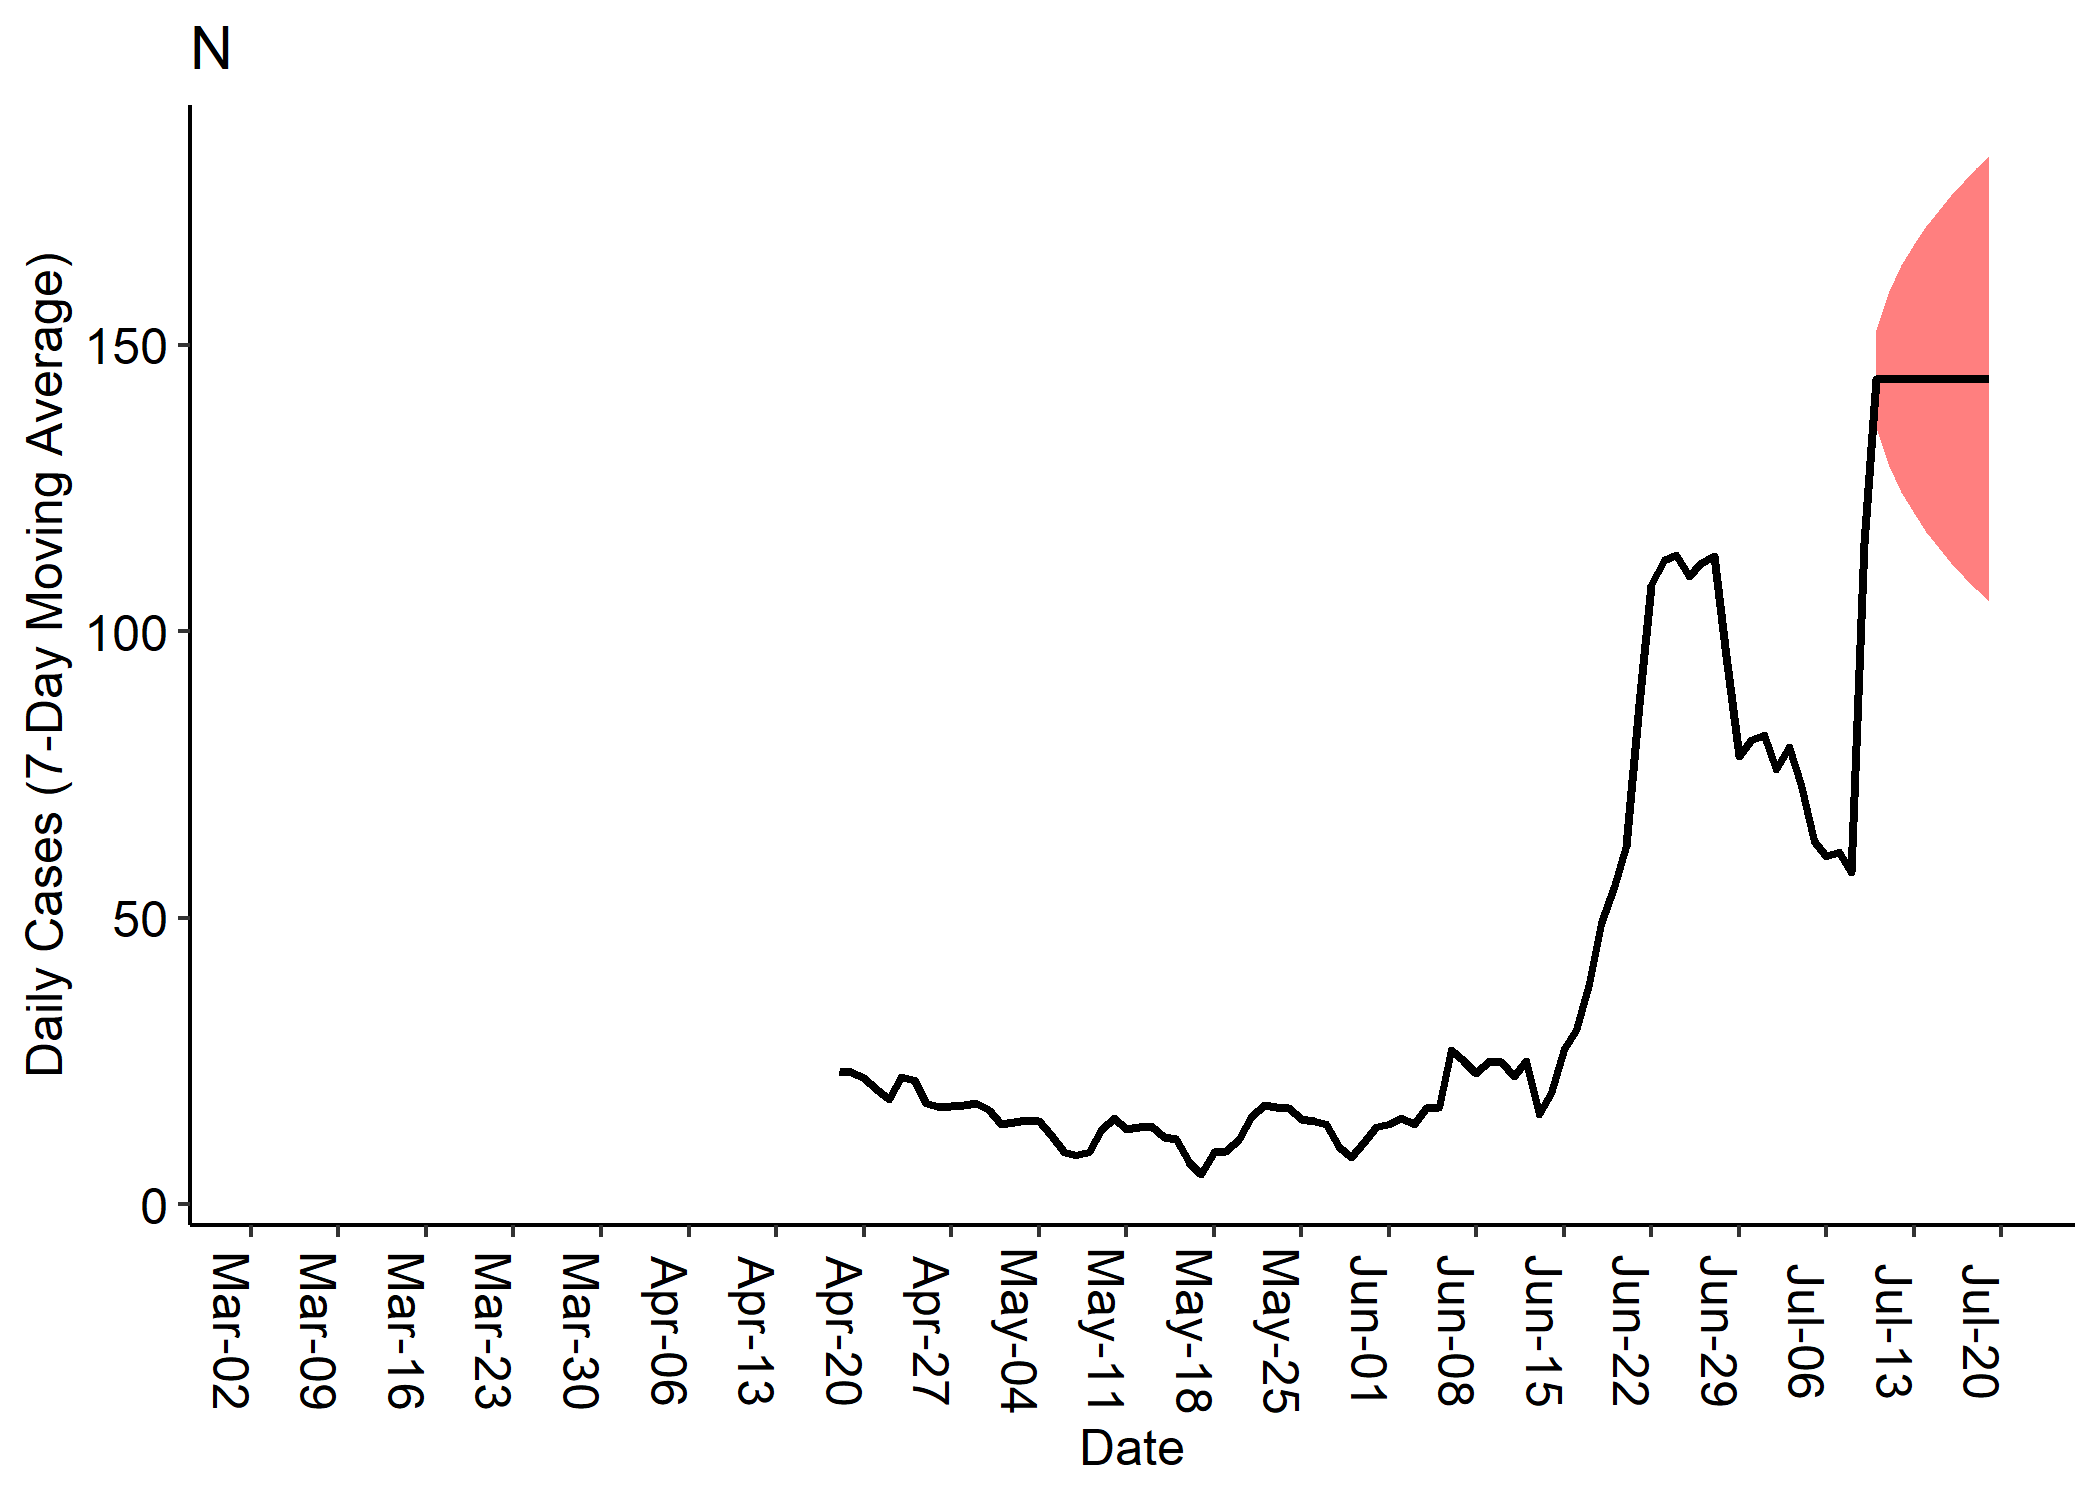 N
Daily Cases (7-Day Moving Average)
150
100
50
0
Mar-02
Mar-09
Mar-16
Mar-23
Mar-30
Apr-06
Apr-13
Apr-20
Apr-27
May-04
May-11
May-18
May-25
Jun-01
Jun-08
Jun-15
Jun-22
Jun-29
Jul-06
Jul-13
Jul-20
Date